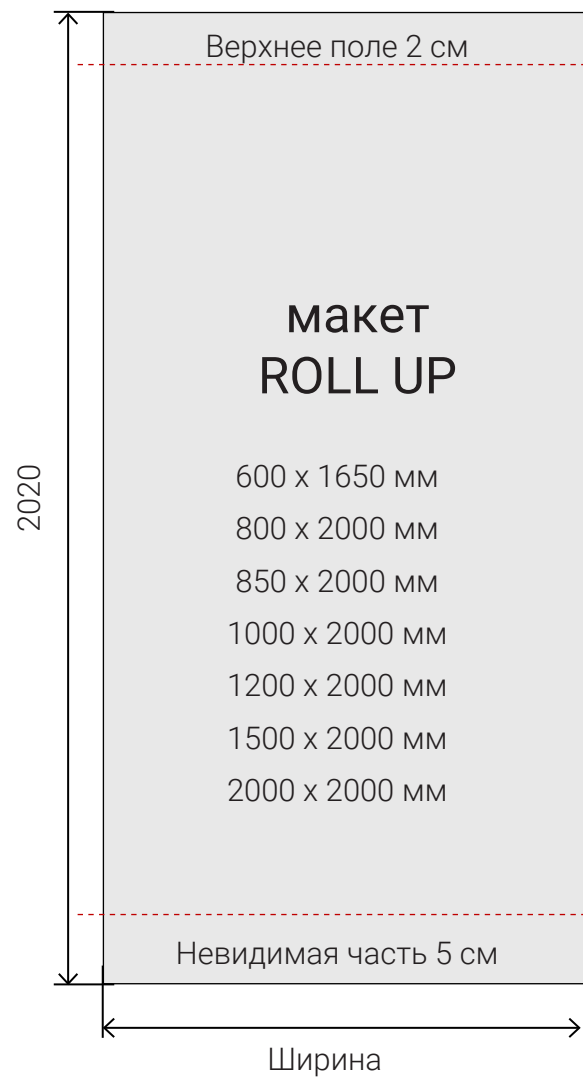 Верхнее поле 2 см
макет
ROLL UP
2020
600 x 1650 мм
800 x 2000 мм
850 x 2000 мм
1000 x 2000 мм
1200 x 2000 мм
1500 x 2000 мм
2000 x 2000 мм
Невидимая часть 5 см
Ширина